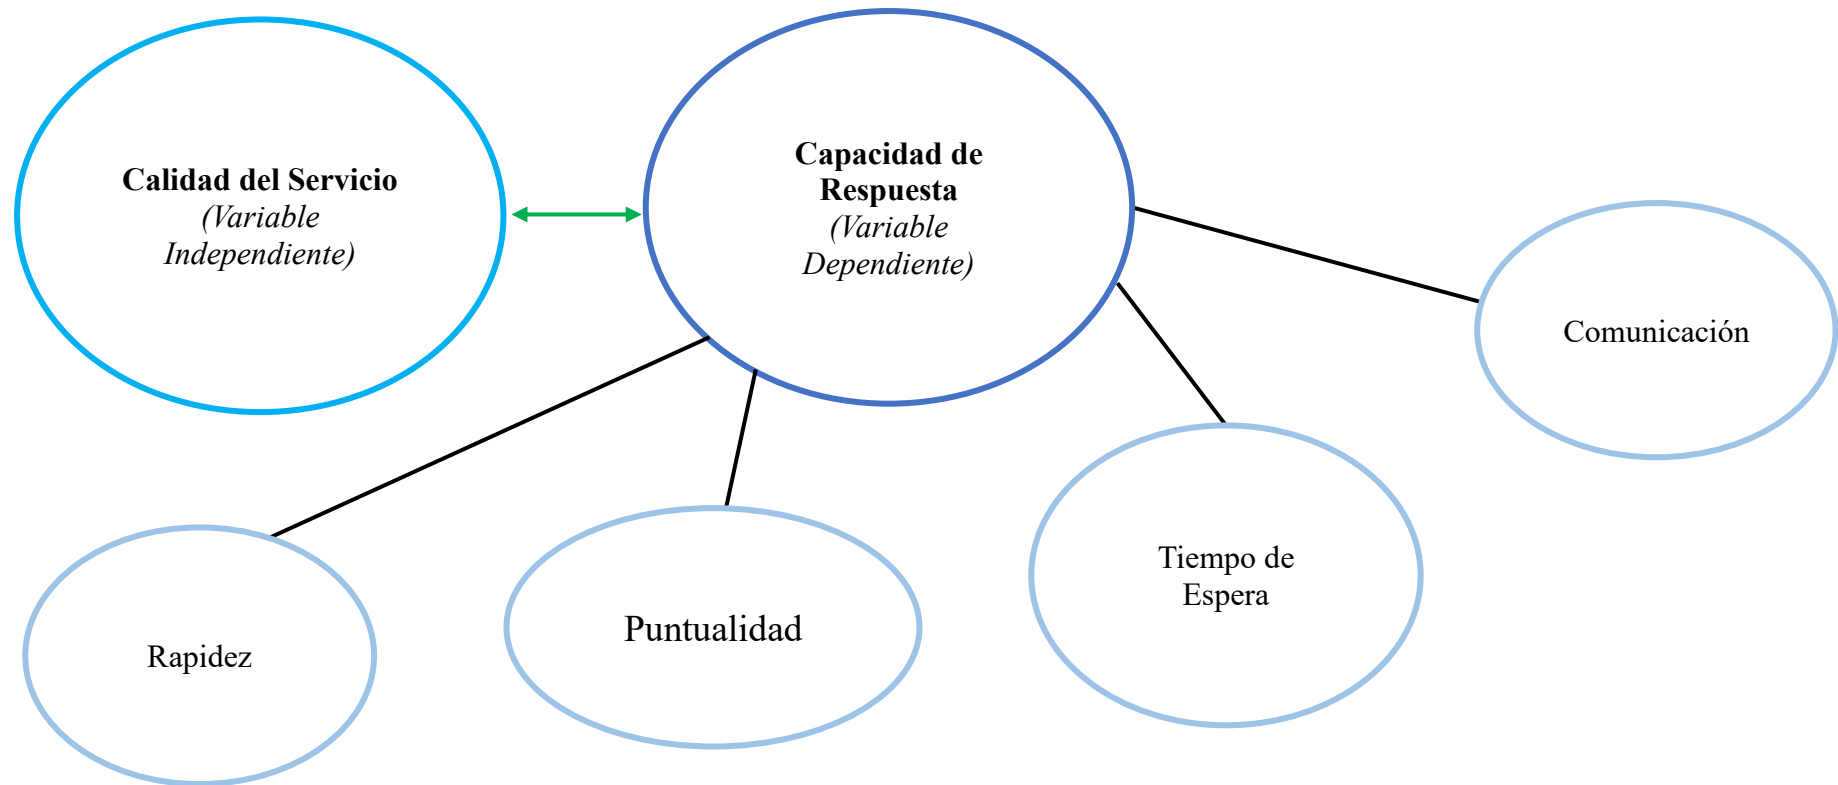 Calidad del Servicio
(Variable
Independiente)
Capacidad de
Respuesta
(Variable
Dependiente)
Comunicación
Tiempo de
Espera
Puntualidad
Rapidez